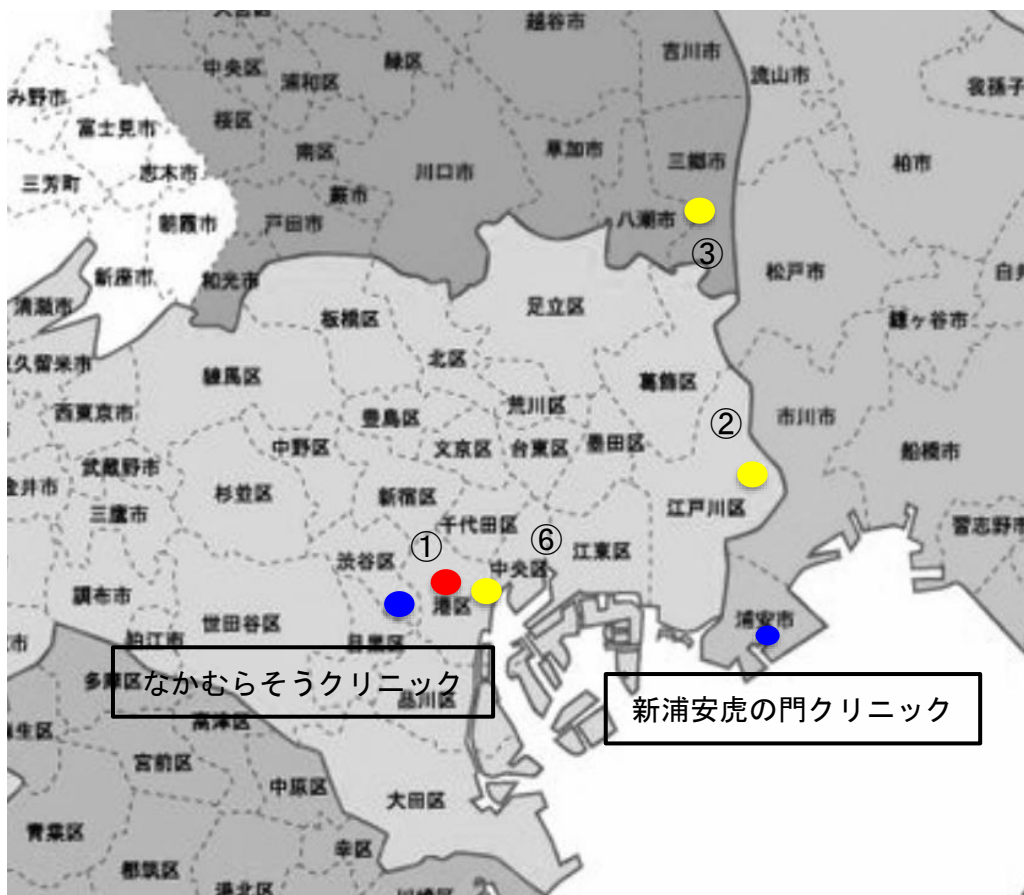 越谷市
吉川市
中央区
緑区
浦和区
流山市
我孫子
み野市
富士見市
桜区
南区
草加市
三郷市
柏市
三芳町
志木市
川口市
蕨市
朝霞市
戸田市
八潮市
③
新座市
和光市
松戸市
白井
清瀬市
足立区
板橋区
鎌ヶ谷市
久留米市
北区
練馬区
葛飾区
西東京市
豊島区
荒川区
②
市川市
中野区
文京区
台東区
墨田区
船橋市
武蔵野市
金井市
杉並区
新宿区
江戸川区
三鷹市
千代田区
習志野市
①
⑥
渋谷区
中央区
江東区
調布市
港区
世田谷区
浦安市
狛江市
目黒区
市
多摩区
なかむらそうクリニック
品川区
新浦安虎の門クリニック
高津区
麻生区
宮前区
中原区
大田区
青葉区
幸区
都筑区
港北区
川崎区